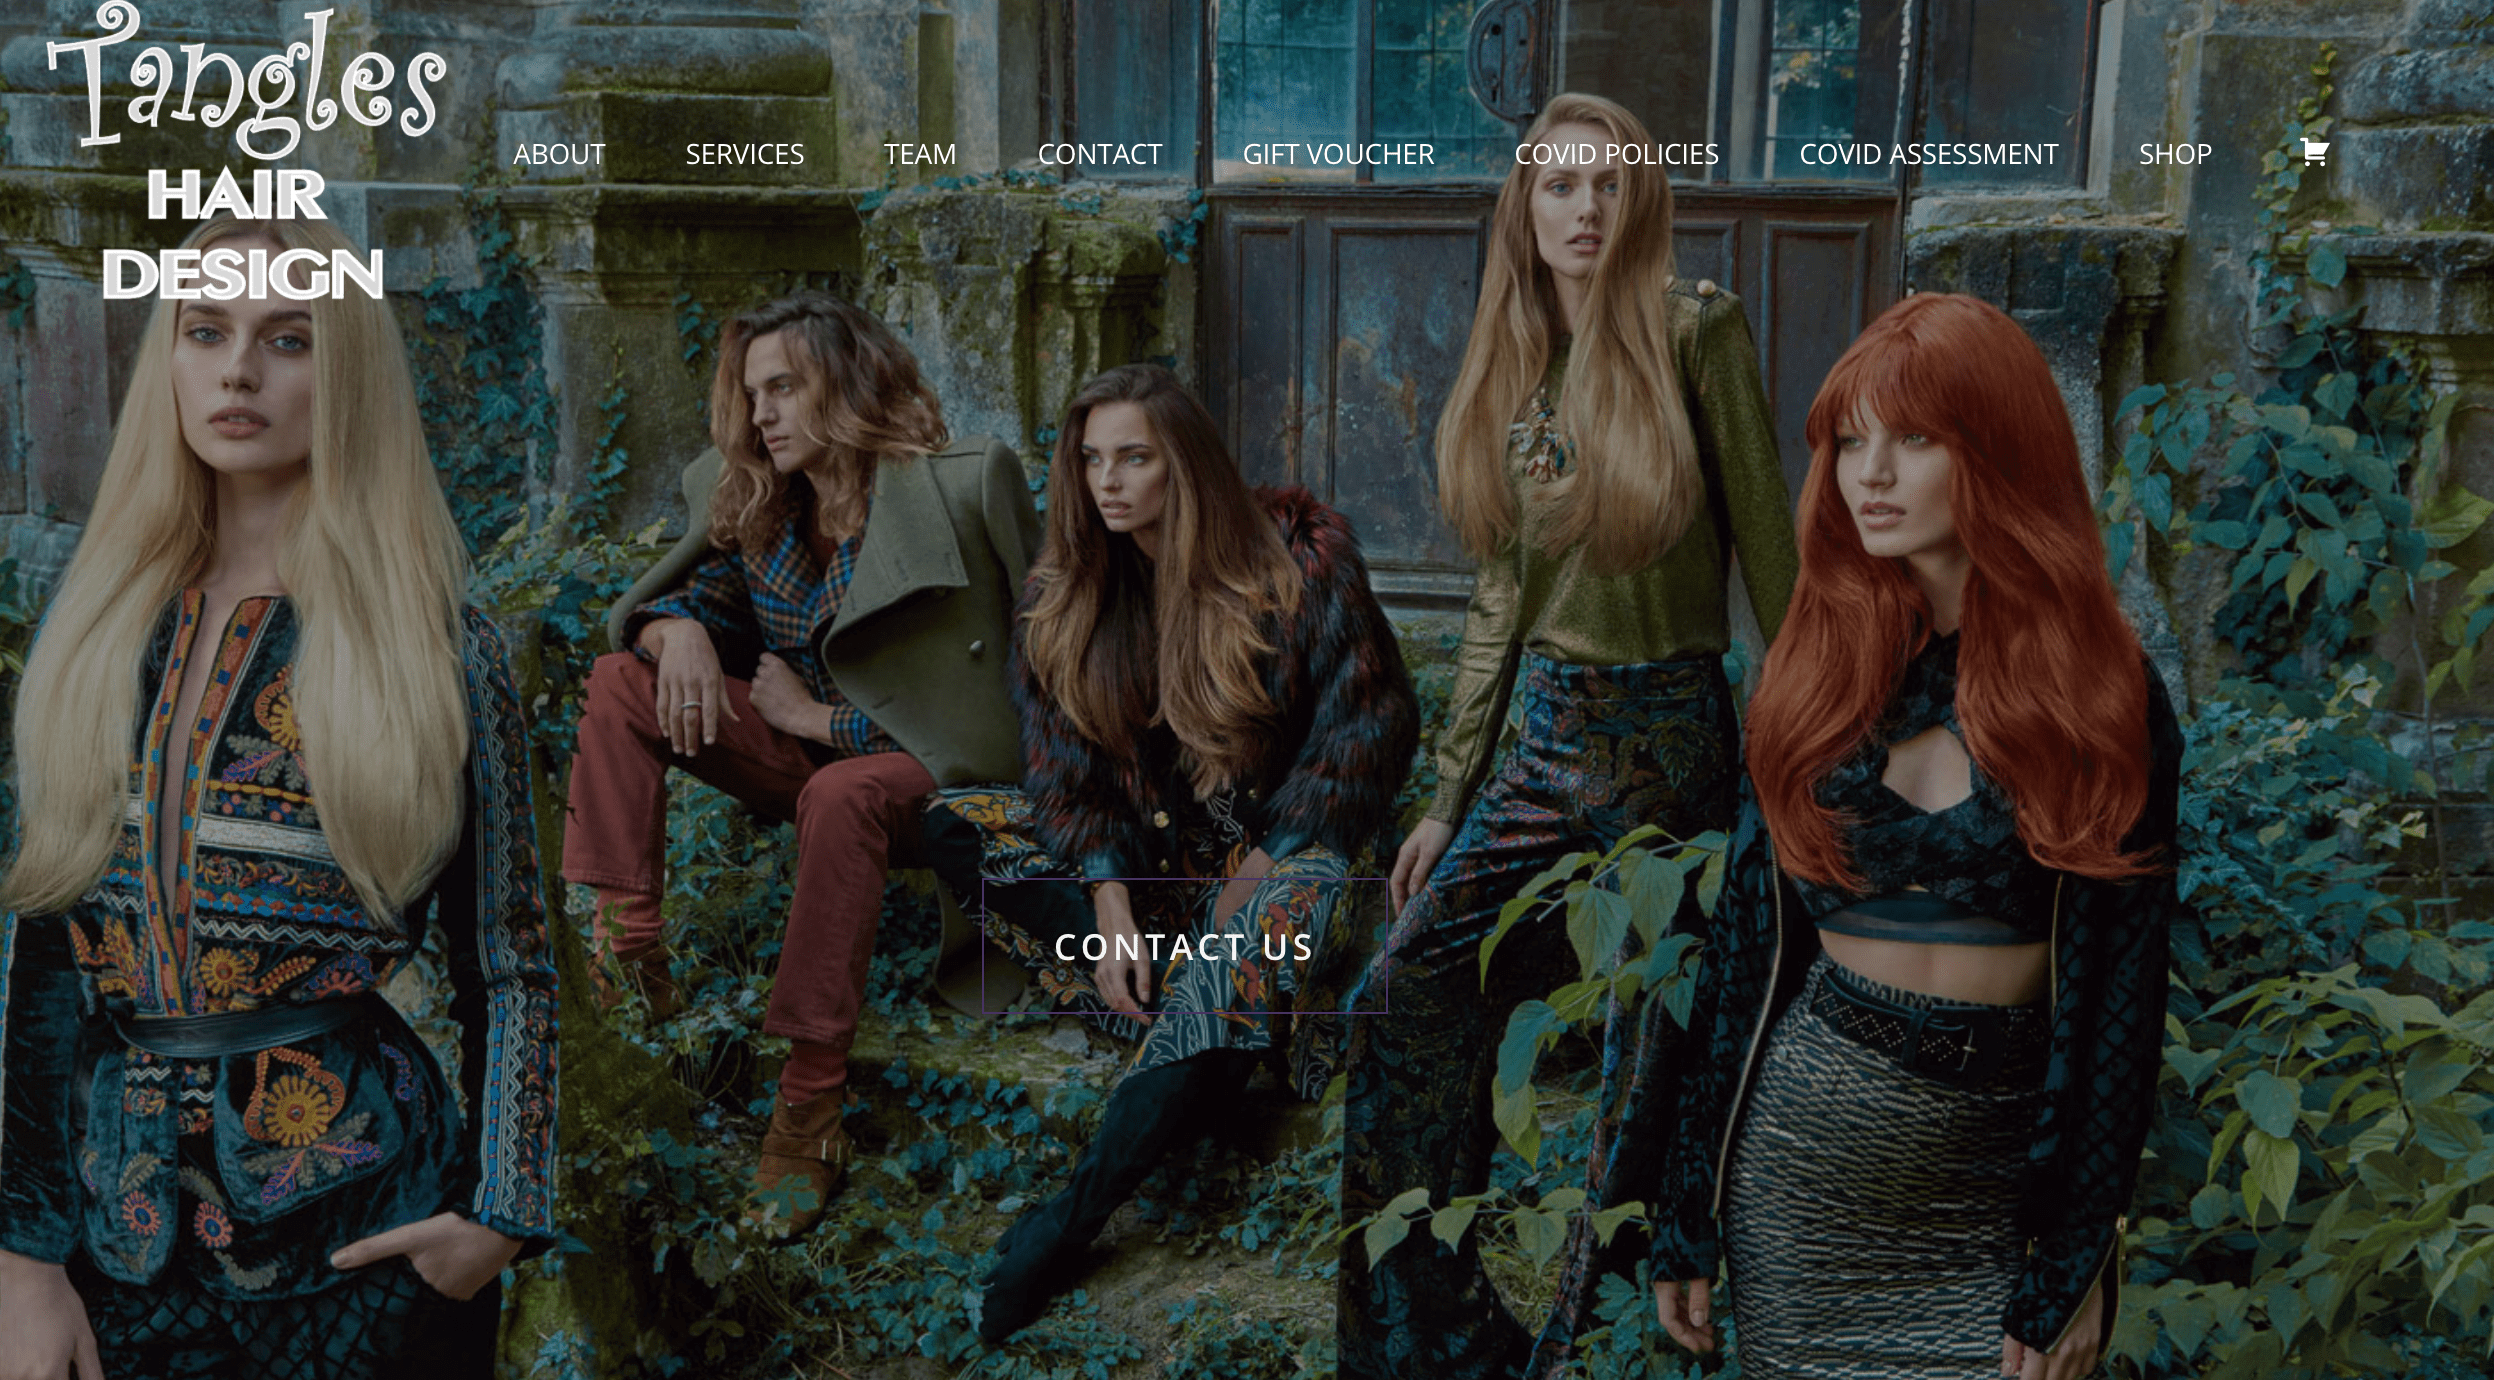 Tangles
HAIR
DESIGN
ABOUT SERVICES TEAM CONTACT GIFT VOUCHER COVID POLICIES COVID ASSESSMENT SHOP
CONTACT US